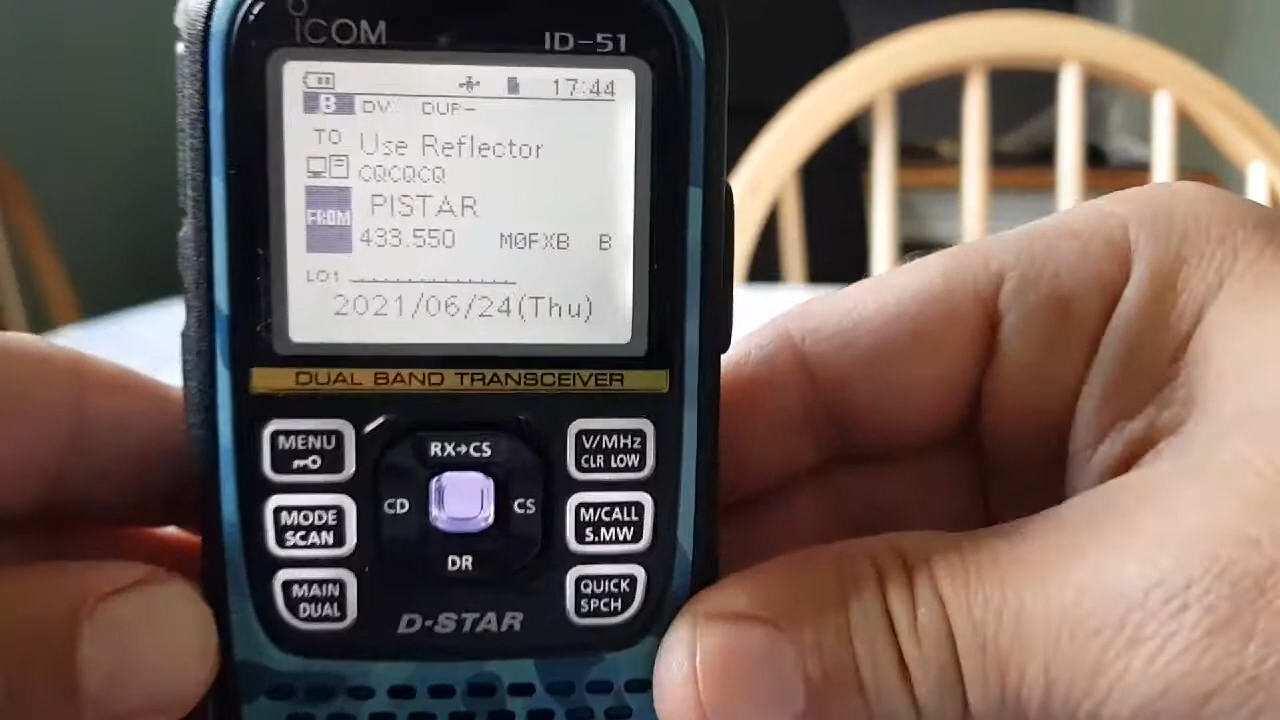 ICOM
ID-51
17:44
B DV DUP-
TO Use Reflector
CQCQCQ
FROM PISTAR
433.550 M0FXB B
L01
2021/06/24(Thu)
DUAL BAND TRANSCEIVER
MENU
RX→CS
V/MHz
CLR LOW
MODE
SCAN
CD
CS
M/CALL
S.MW
DR
MAIN
DUAL
QUICK
SPCH
D-STAR